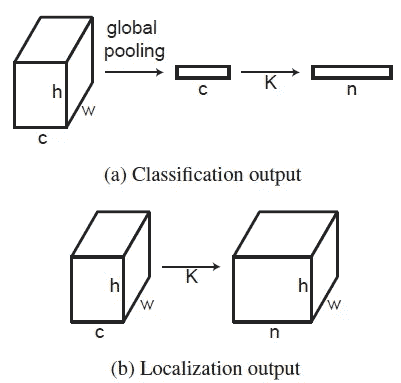 global
pooling
h
w
c
c
K
n
(a) Classification output
h
w
c
K
h
w
n
(b) Localization output